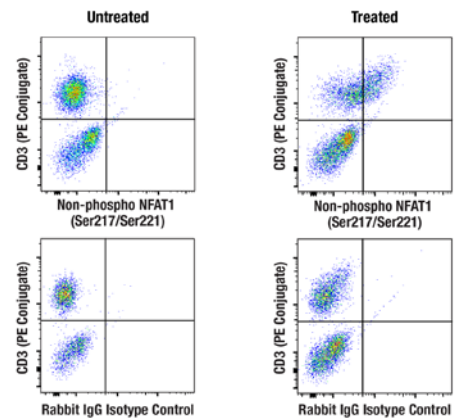 Untreated
Treated
CD3 (PE Conjugate)
Non-phospho NFAT1
(Ser217/Ser221)
CD3 (PE Conjugate)
Non-phospho NFAT1
(Ser217/Ser221)
CD3 (PE Conjugate)
Rabbit IgG Isotype Control
CD3 (PE Conjugate)
Rabbit IgG Isotype Control